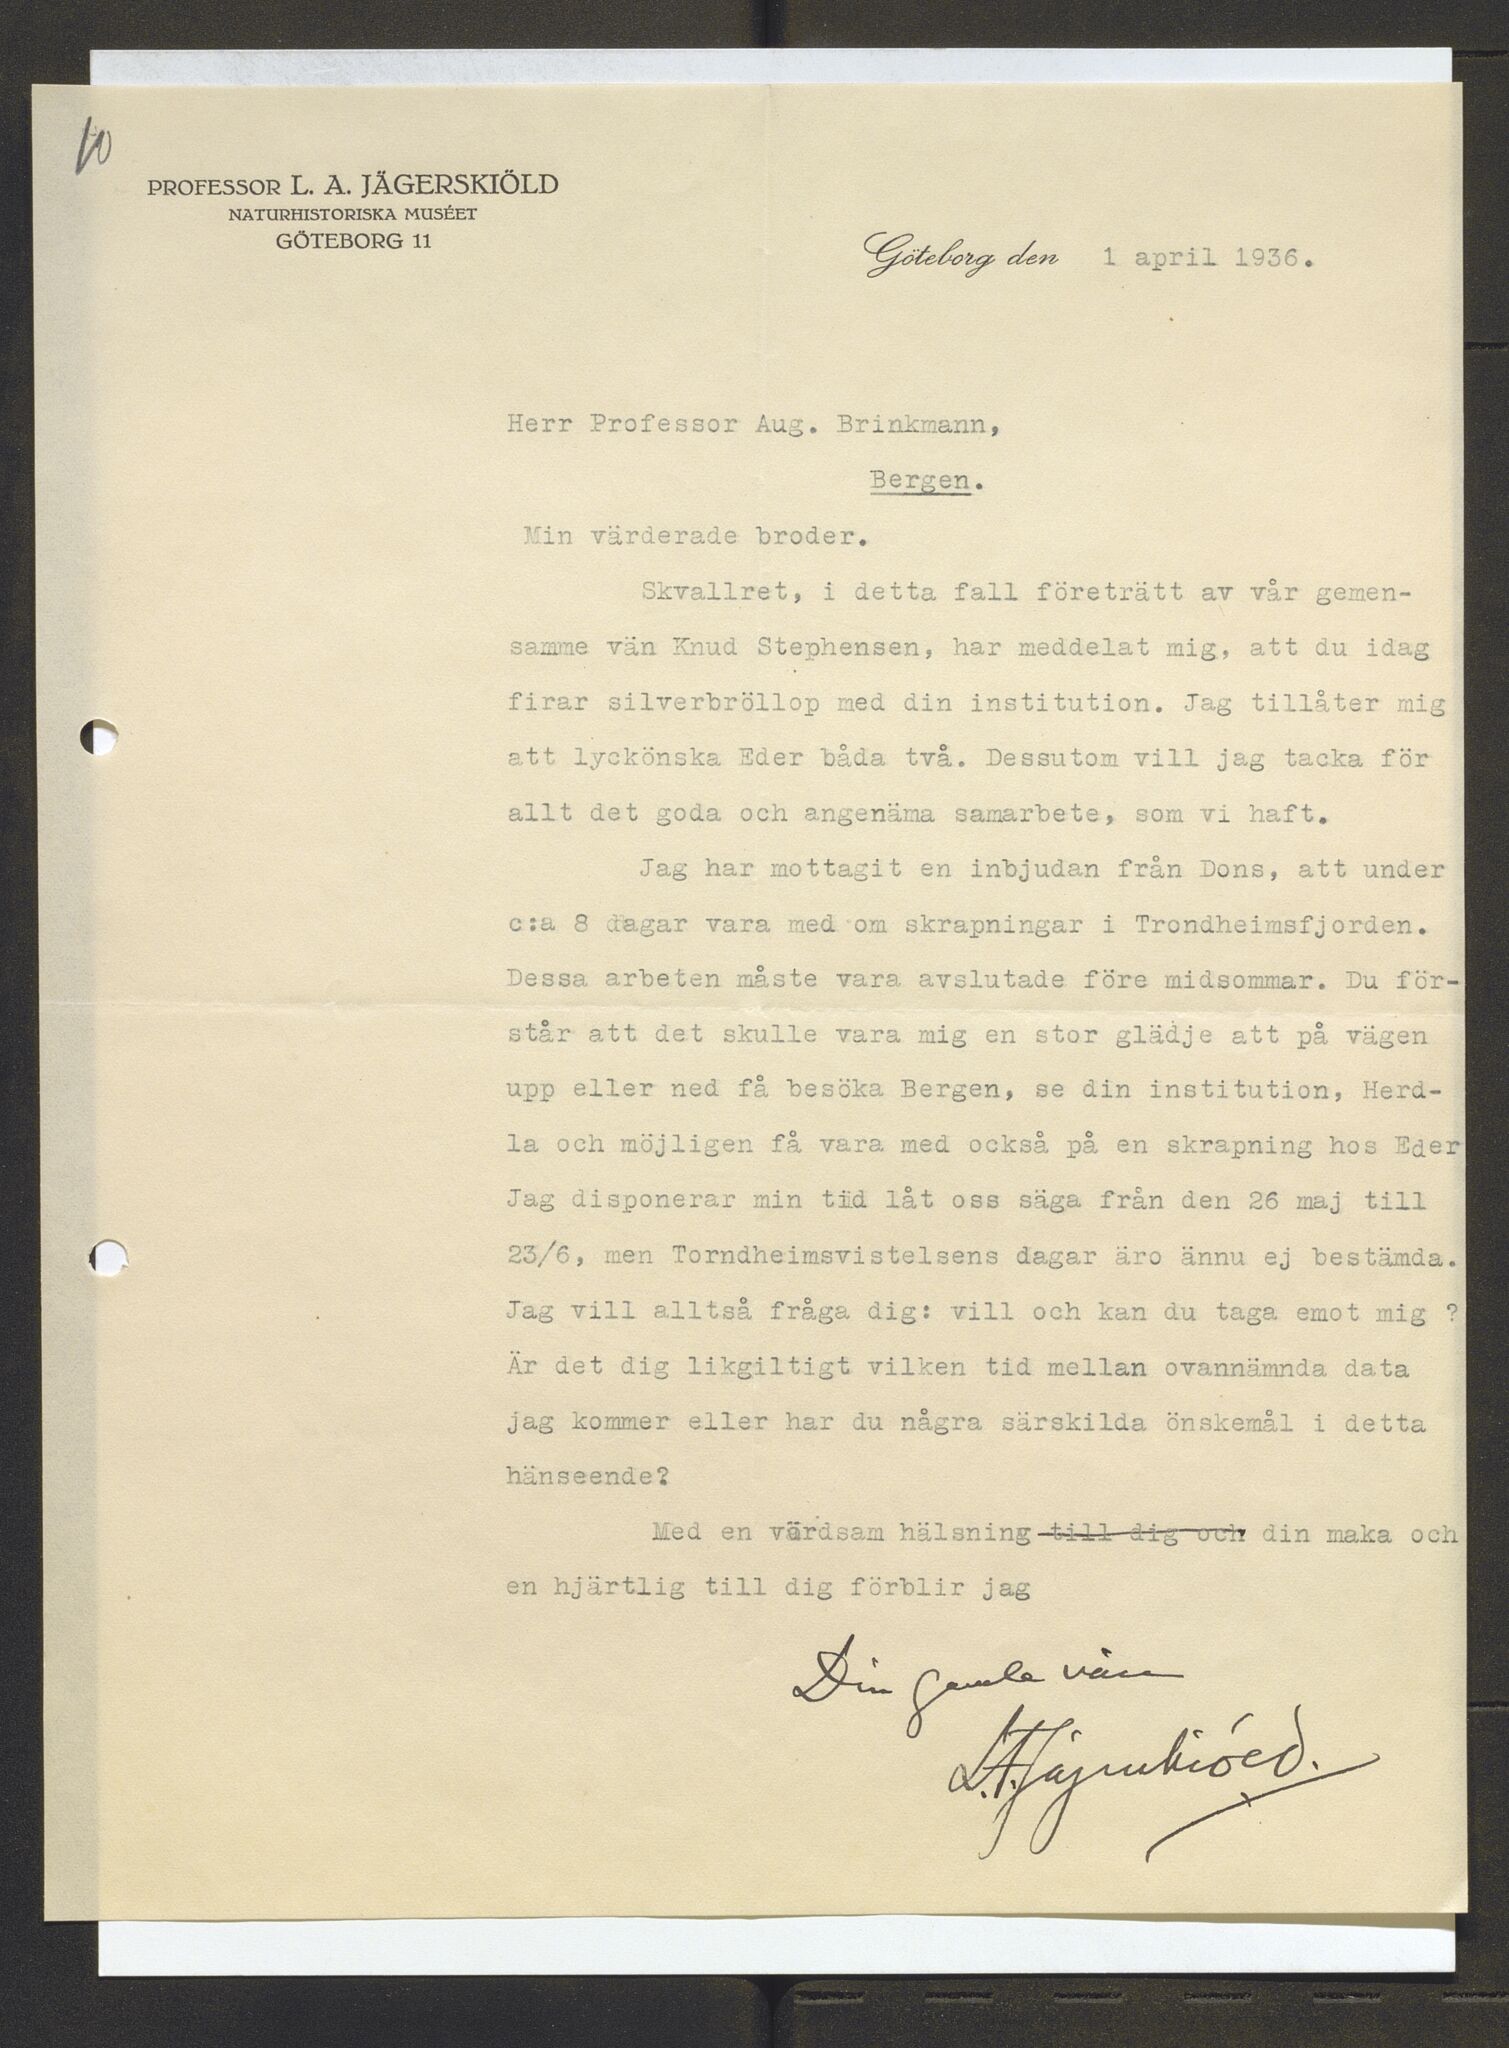 10
PROFESSOR L. A. JÄGERSKIÖLD
NATURHISTORISKA MUSÉET
GÖTEBORG 11
Göteborg den 1 april 1936.
Herr Professor Aug. Brinkmann,
Bergen.
Min värderade broder.
Skvallret, i detta fall företrätt av vår gemen-
samme vän Knud Stephensen, har meddelat mig, att du idag
firar silverbröllop med din institution. Jag tillåter mig
att lyckönska Eder båda två. Dessutom vill jag tacka för
allt det goda och angenäma samarbete, som vi haft.
Jag har mottagit en inbjudan från Dons, att under
c:a 8 dagar vara med om skrapningar i Trondheimsfjorden.
Dessa arbeten måste vara avslutade före midsommar. Du för-
står att det skulle vara mig en stor glädje att på vägen
upp eller ned få besöka Bergen, se din institution, Herd-
la och möjligen få vara med också på en skrapning hos Eder
Jag disponerar min tid låt oss säga från den 26 maj till
23/6, men Torndheimsvistelsens dagar äro ännu ej bestämda.
Jag vill alltså fråga dig: vill och kan du taga emot mig ?
Är det dig likgiltigt vilken tid mellan ovannämnda data
jag kommer eller har du några särskilda önskemål i detta
hänseende?
Med en vördsam hälsning till dig och din maka och
en hjärtlig till dig förblir jag
Din gamle vän
L.A. Jägerskiöld.